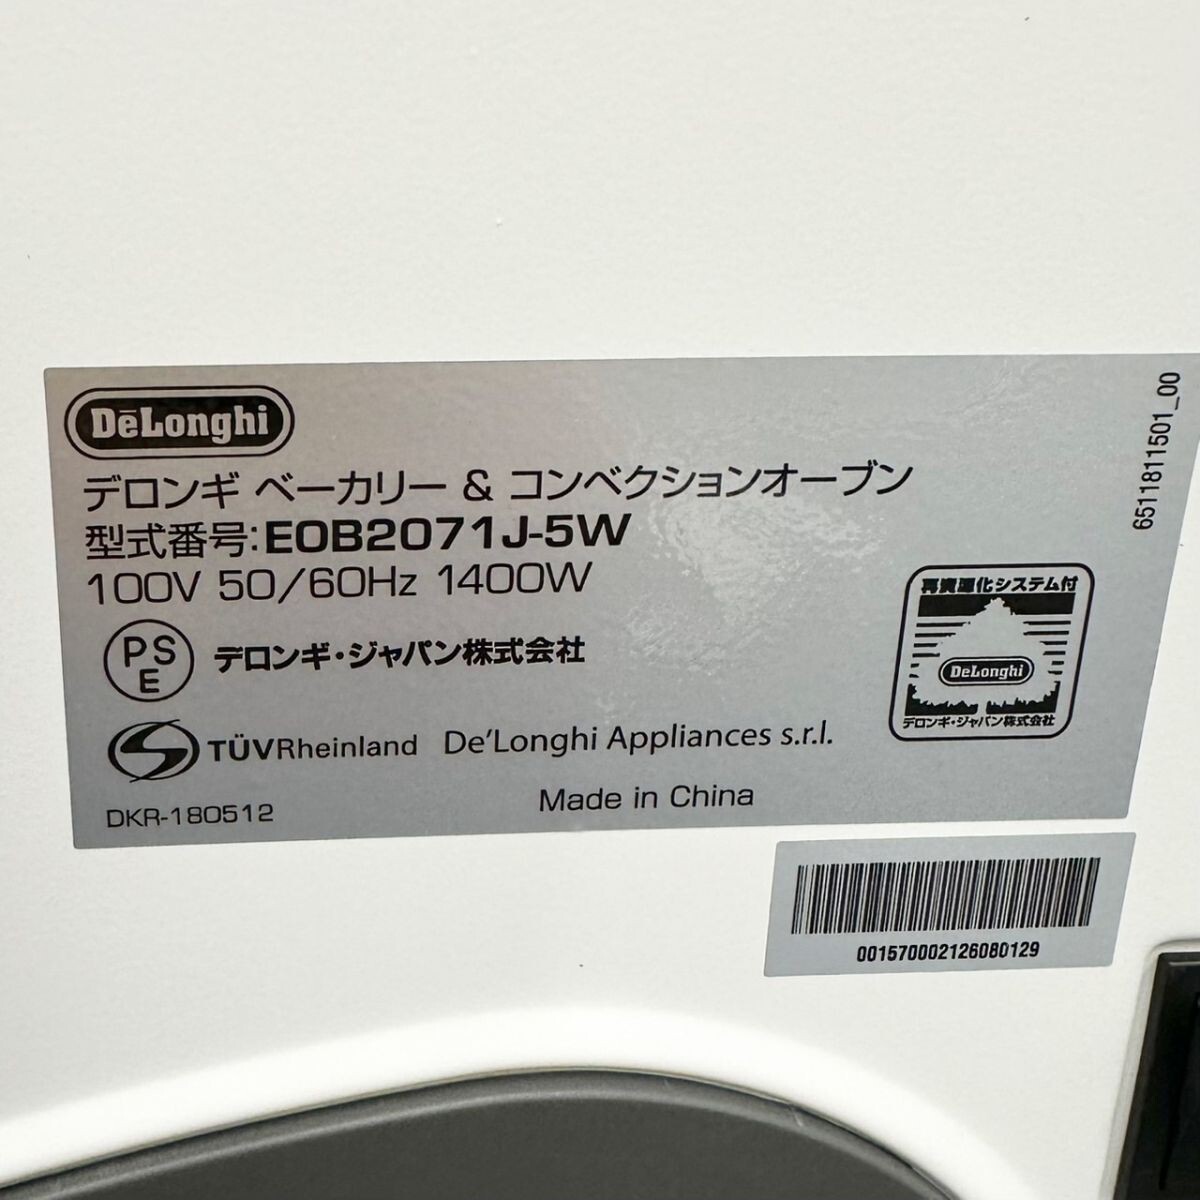 DeLonghi
デロンギ ベーカリー & コンベクションオーブン
型式番号:EOB2071J-5W
100V 50/60Hz 1400W
PSE
デロンギ・ジャパン株式会社
TÜVRheinland
De'Longhi Appliances s.r.l.
DKR-180512
Made in China
再資源化システム付
DeLonghi
デロンギ・ジャパン株式会社
6511811501_00
001570002126080129